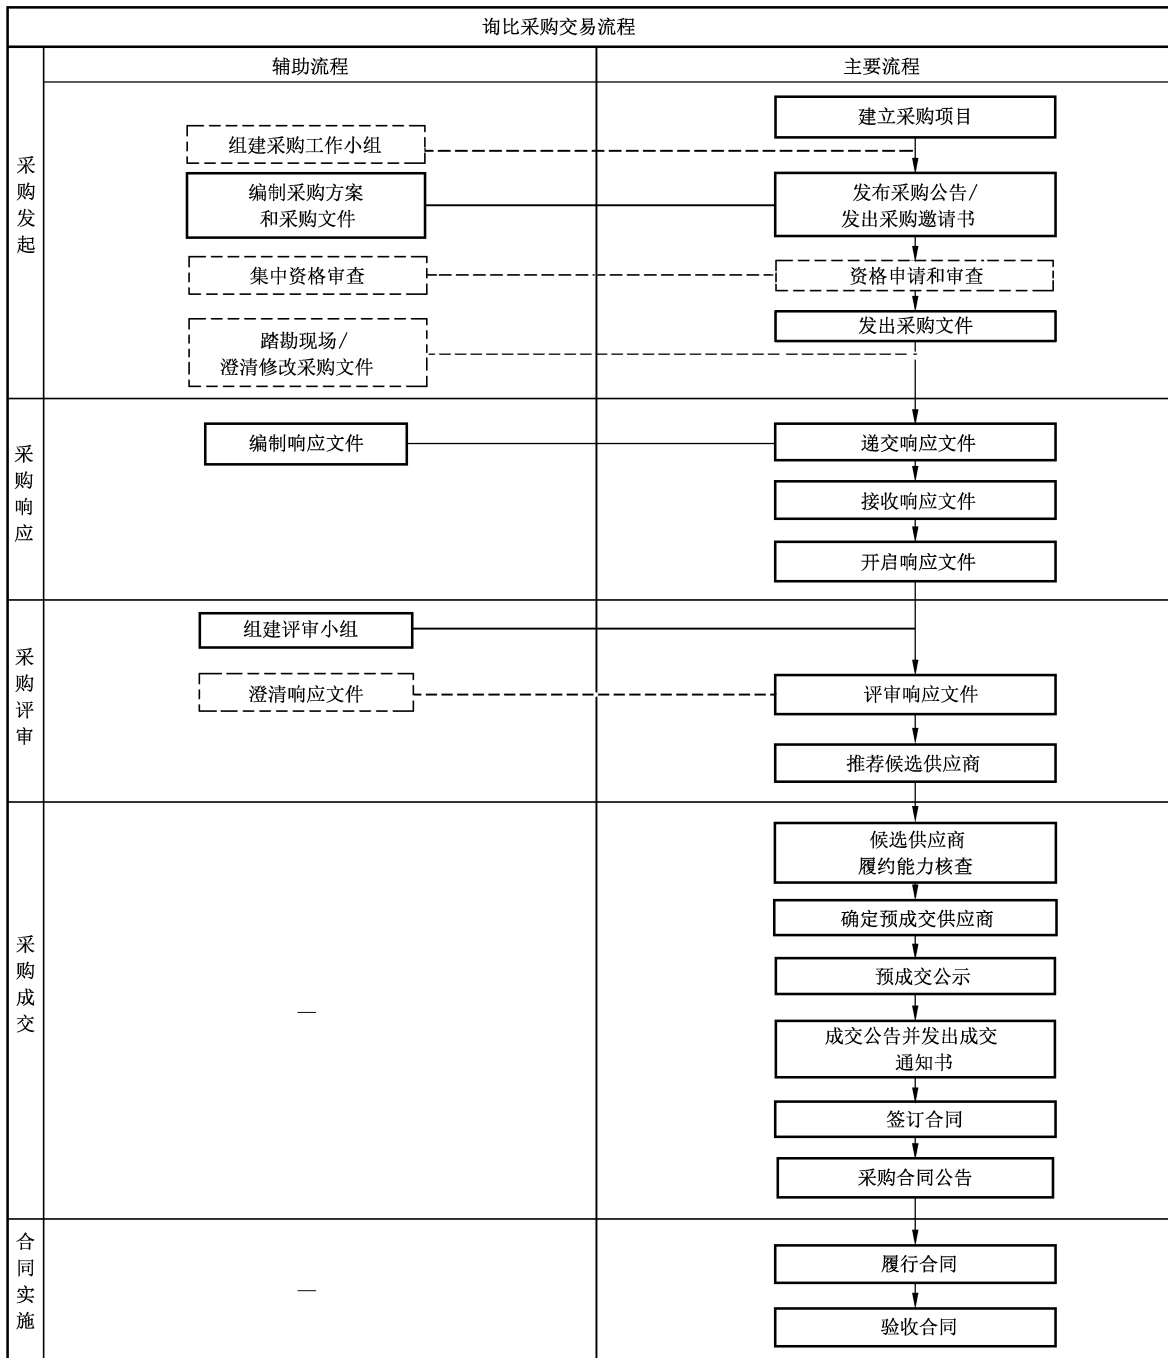 询比采购交易流程
辅助流程
主要流程
采购发起
建立采购项目
组建采购工作小组
编制采购方案
和采购文件
发布采购公告/
发出采购邀请书
集中资格审查
资格申请和审查
发出采购文件
踏勘现场/
澄清修改采购文件
采购响应
编制响应文件
递交响应文件
接收响应文件
开启响应文件
采购评审
组建评审小组
澄清响应文件
评审响应文件
推荐候选供应商
采购成交
—
候选供应商
履约能力核查
确定预成交供应商
预成交公示
成交公告并发出成交
通知书
签订合同
采购合同公告
合同实施
—
履行合同
验收合同